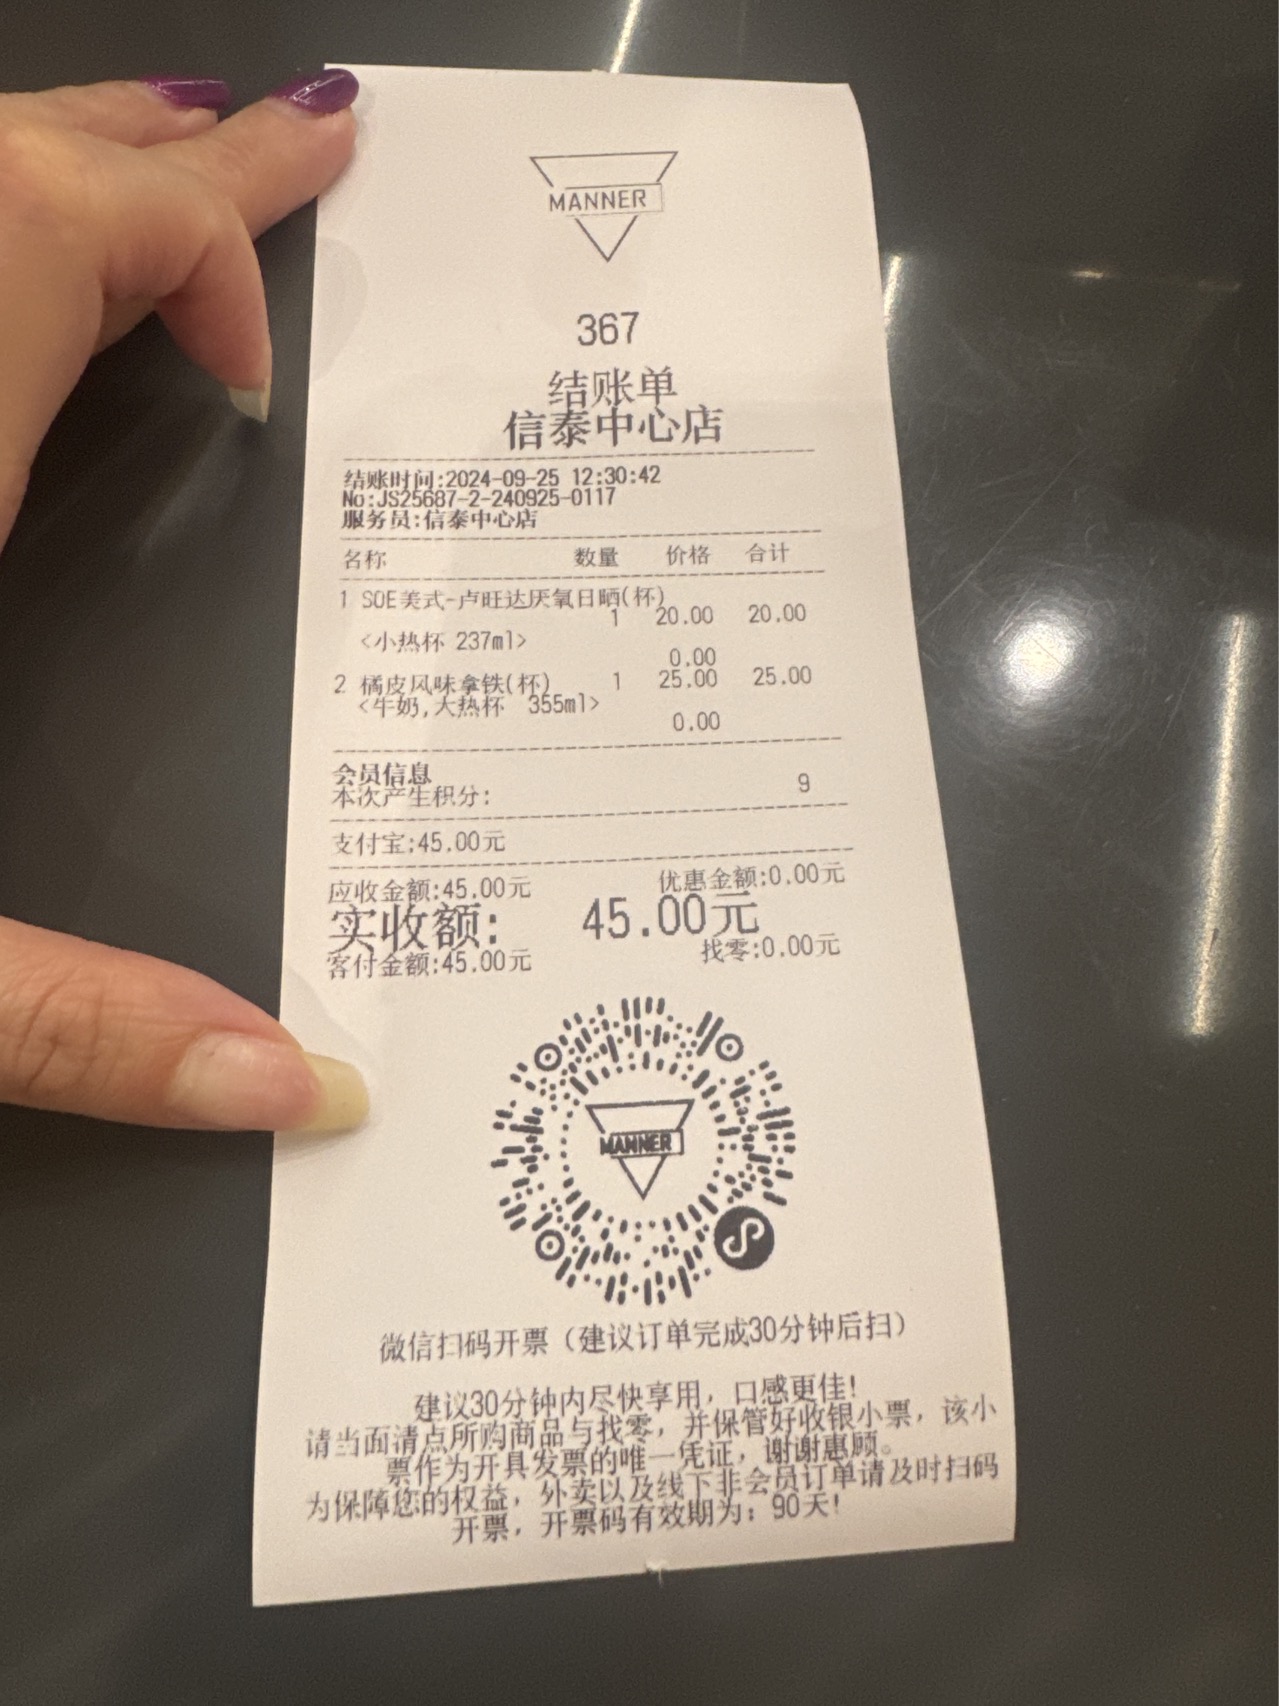 MANNER
367
结账单
信泰中心店
结账时间:2024-09-25 12:30:42
No:JS25687-2-240925-0117
服务员:信泰中心店
名称 数量 价格 合计
1 SOE美式-卢旺达厌氧日晒(杯)
1 20.00 20.00
<小热杯 237ml>
0.00
2 橘皮风味拿铁(杯) 1 25.00 25.00
<牛奶,大热杯 355ml>
0.00
会员信息
本次产生积分: 9
支付宝:45.00元
应收金额:45.00元 优惠金额:0.00元
实收额: 45.00元
客付金额:45.00元 找零:0.00元
MANNER
微信扫码开票（建议订单完成30分钟后扫）
建议30分钟内尽快享用，口感更佳！
请当面清点所购商品与找零，并保管好收银小票，该小
票作为开具发票的唯一凭证，谢谢惠顾。
为保障您的权益，外卖以及线下非会员订单请及时扫码
开票，开票码有效期为：90天！